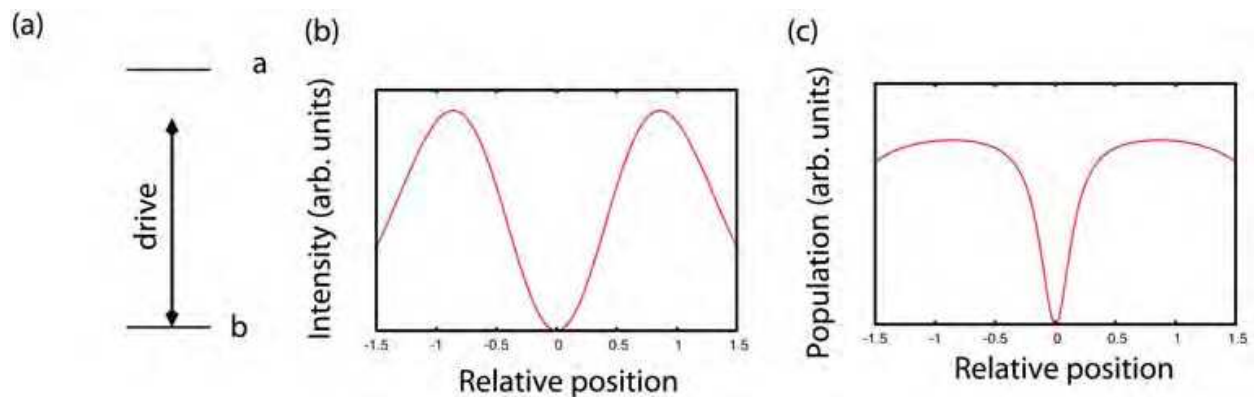 (a)
a
drive
b
(b)
Intensity (arb. units)
-1.5 -1 -0.5 0 0.5 1 1.5
Relative position
(c)
Population (arb. units)
-1.5 -1 -0.5 0 0.5 1 1.5
Relative position